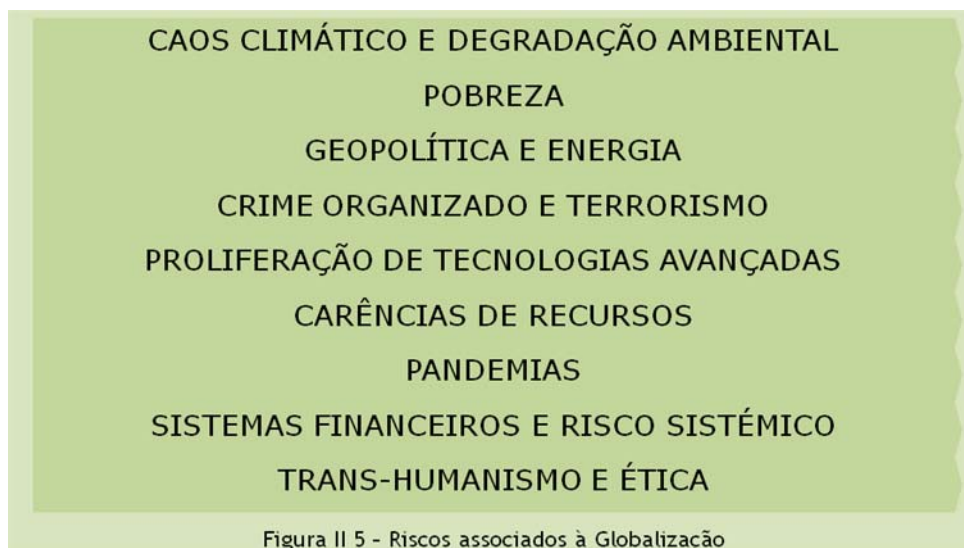 CAOS CLIMÁTICO E DEGRADAÇÃO AMBIENTAL
POBREZA
GEOPOLÍTICA E ENERGIA
CRIME ORGANIZADO E TERRORISMO
PROLIFERAÇÃO DE TECNOLOGIAS AVANÇADAS
CARÊNCIAS DE RECURSOS
PANDEMIAS
SISTEMAS FINANCEIROS E RISCO SISTÉMICO
TRANS-HUMANISMO E ÉTICA
Figura II 5 - Riscos associados à Globalização